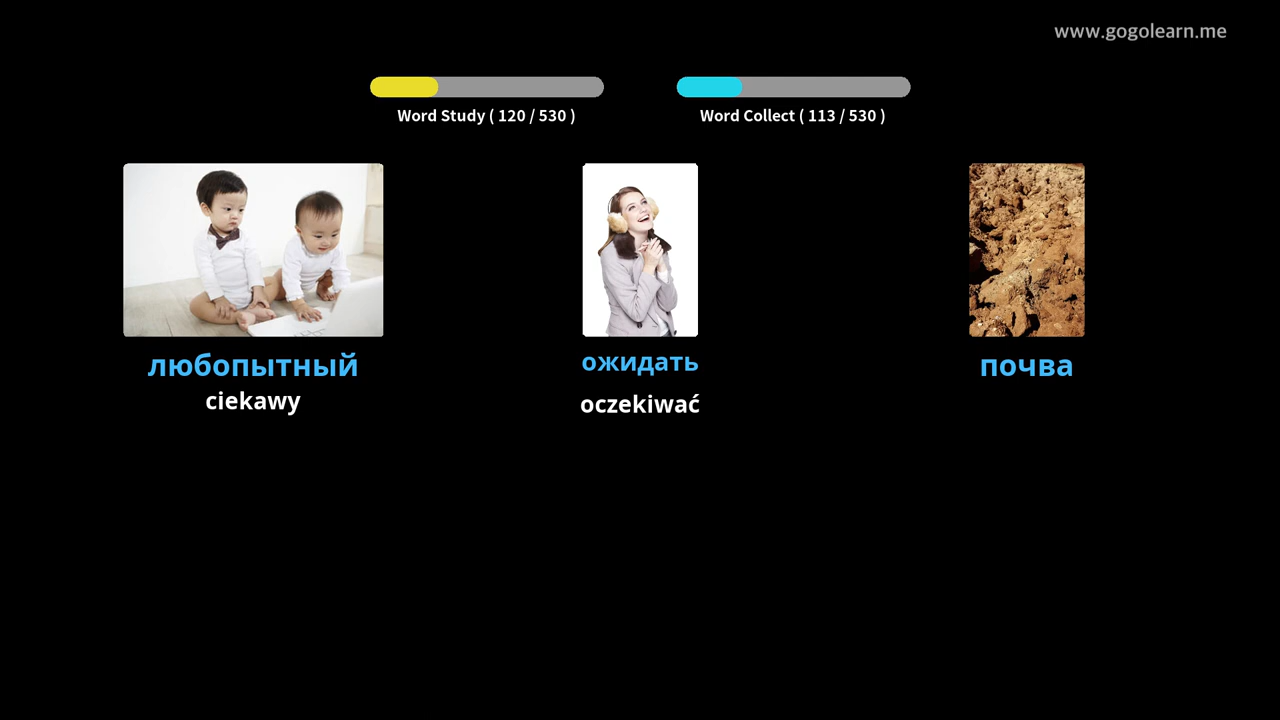 www.gogolearn.me
Word Study ( 120 / 530 )
Word Collect ( 113 / 530 )
любопытный
ciekawy
ожидать
oczekiwać
почва